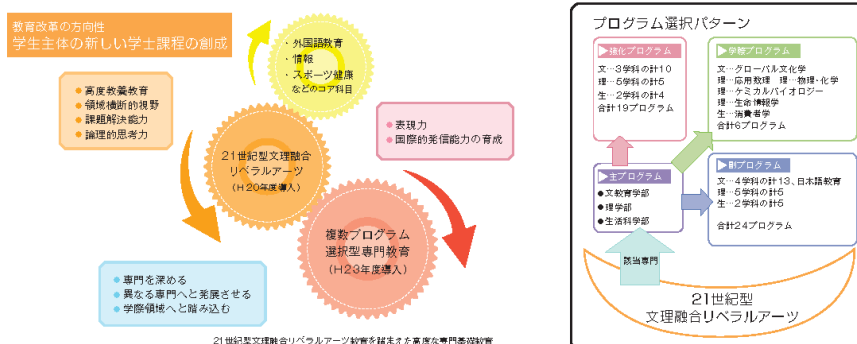 教育改革の方向性
学生主体の新しい学士課程の創成
・外国語教育
・情報
・スポーツ健康
などのコア科目
●高度教養教育
●領域横断的視野
●課題解決能力
●論理的思考力
●表現力
●国際的発信能力の育成
21世紀型文理融合
リベラルアーツ
(H20年度導入)
複数プログラム
選択型専門教育
(H23年度導入)
●専門を深める
●異なる専門へと発展させる
●学際領域へと踏み込む
21世紀型文理融合リベラルアーツ教育を踏まえた高度な専門基礎教育
プログラム選択パターン
▶強化プログラム
文…3学科の計10
理…5学科の計5
生…2学科の計4
合計19プログラム
▶学際プログラム
文…グローバル文化学
理…応用数理 理…物理・化学
理…ケミカルバイオロジー
理…生命情報学
生…消費者学
合計6プログラム
▶主プログラム
●文教育学部
●理学部
●生活科学部
▶副プログラム
文…4学科の計13、日本語教育
理…5学科の計5
生…2学科の計5
合計24プログラム
該当専門
21世紀型
文理融合リベラルアーツ